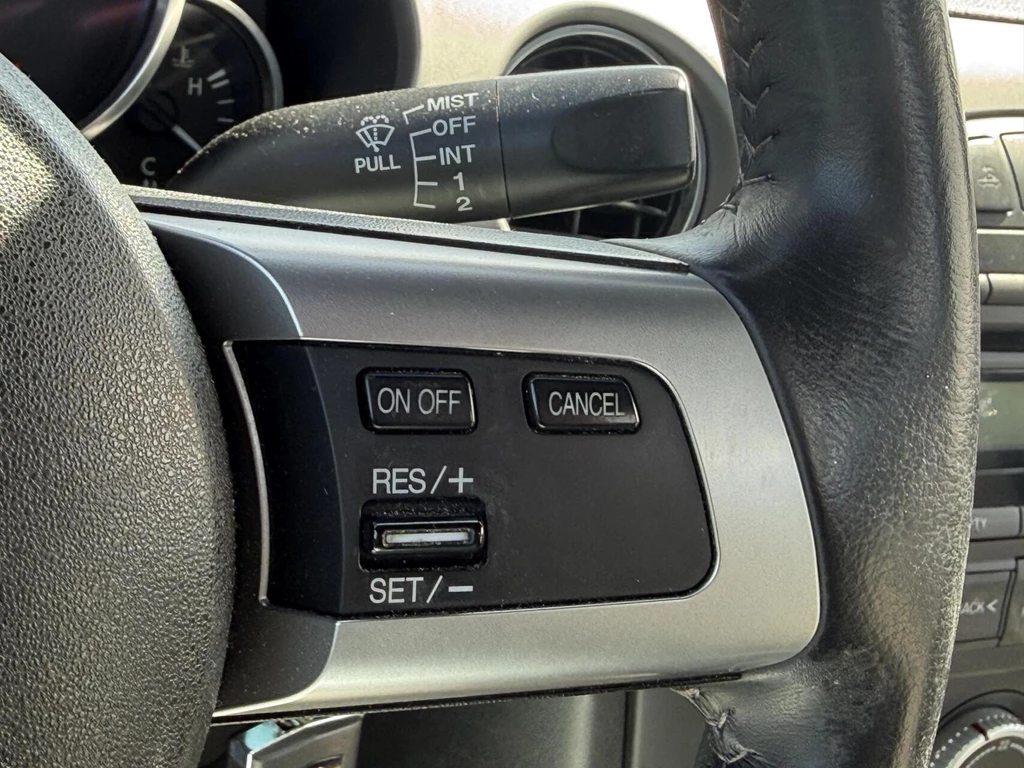 H
C
MIST
OFF
PULL
INT
1
2
ON OFF
CANCEL
RES/+
SET/−